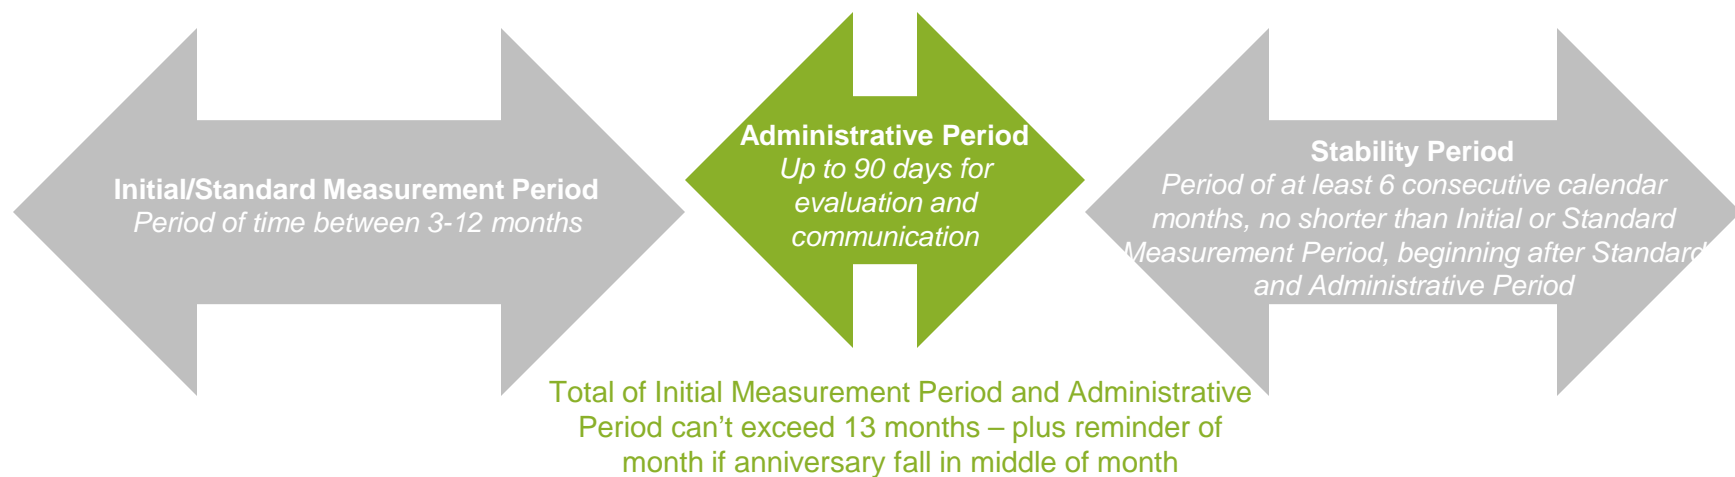 Initial/Standard Measurement Period
Period of time between 3-12 months
Administrative Period
Up to 90 days for
evaluation and
communication
Stability Period
Period of at least 6 consecutive calendar
months, no shorter than Initial or Standard
Measurement Period, beginning after Standard
and Administrative Period
Total of Initial Measurement Period and Administrative
Period can’t exceed 13 months – plus reminder of
month if anniversary fall in middle of month